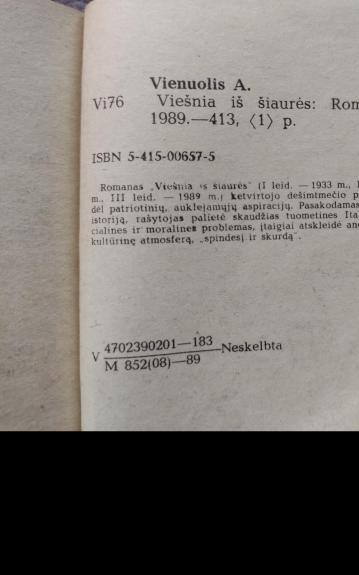 Vienuolis A.
Vi76 Viešnia iš šiaurės: Rom
1989.—413, ⟨1⟩ p.
ISBN 5-415-00657-5
Romanas „Viešnia iš šiaurės“ (I leid. — 1933 m.,
m., III leid. — 1989 m.) ketvirtojo dešimtmečio p
dėl patriotinių, auklėjamųjų aspiracijų. Pasakodamas
istoriją, rašytojas palietė skaudžias tuometinės Ita
cialines ir moralines problemas, įtaigiai atskleidė
kultūrinę atmosferą, „spindesį ir skurdą“.
V 4702390201—183 Neskelbta
M 852(08)—89